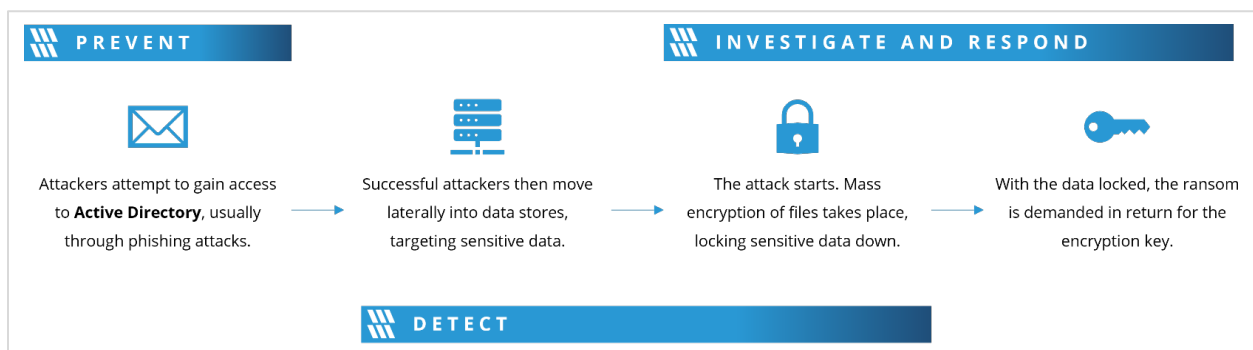 PREVENT
INVESTIGATE AND RESPOND
Attackers attempt to gain access
to Active Directory, usually
through phishing attacks.
Successful attackers then move
laterally into data stores,
targeting sensitive data.
The attack starts. Mass
encryption of files takes place,
locking sensitive data down.
With the data locked, the ransom
is demanded in return for the
encryption key.
DETECT